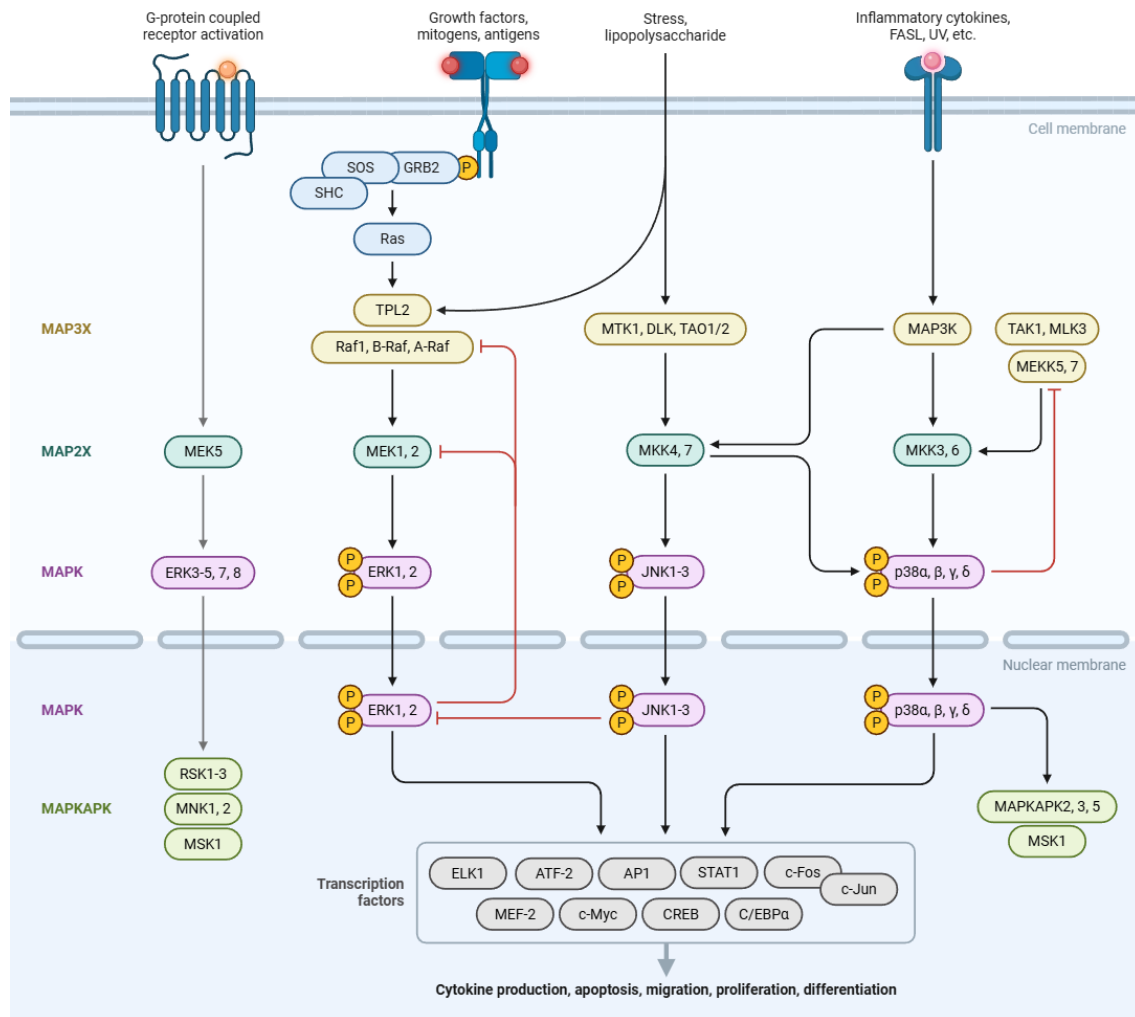 G-protein coupled
receptor activation
Growth factors,
mitogens, antigens
Stress,
lipopolysaccharide
Inflammatory cytokines,
FASL, UV, etc.
Cell membrane
SOS
GRB2
P
SHC
Ras
TPL2
MAP3X
Raf1, B-Raf, A-Raf
MTK1, DLK, TAO1/2
MAP3K
TAK1, MLK3
MEKK5, 7
MAP2X
MEK5
MEK1, 2
MKK4, 7
MKK3, 6
MAPK
ERK3-5, 7, 8
P
P
ERK1, 2
P
P
JNK1-3
P
P
p38α, β, γ, δ
Nuclear membrane
MAPK
P
P
ERK1, 2
P
P
JNK1-3
P
P
p38α, β, γ, δ
MAPKAPK
RSK1-3
MNK1, 2
MSK1
MAPKAPK2, 3, 5
MSK1
Transcription
factors
ELK1
ATF-2
AP1
STAT1
c-Fos
c-Jun
MEF-2
c-Myc
CREB
C/EBPα
Cytokine production, apoptosis, migration, proliferation, differentiation